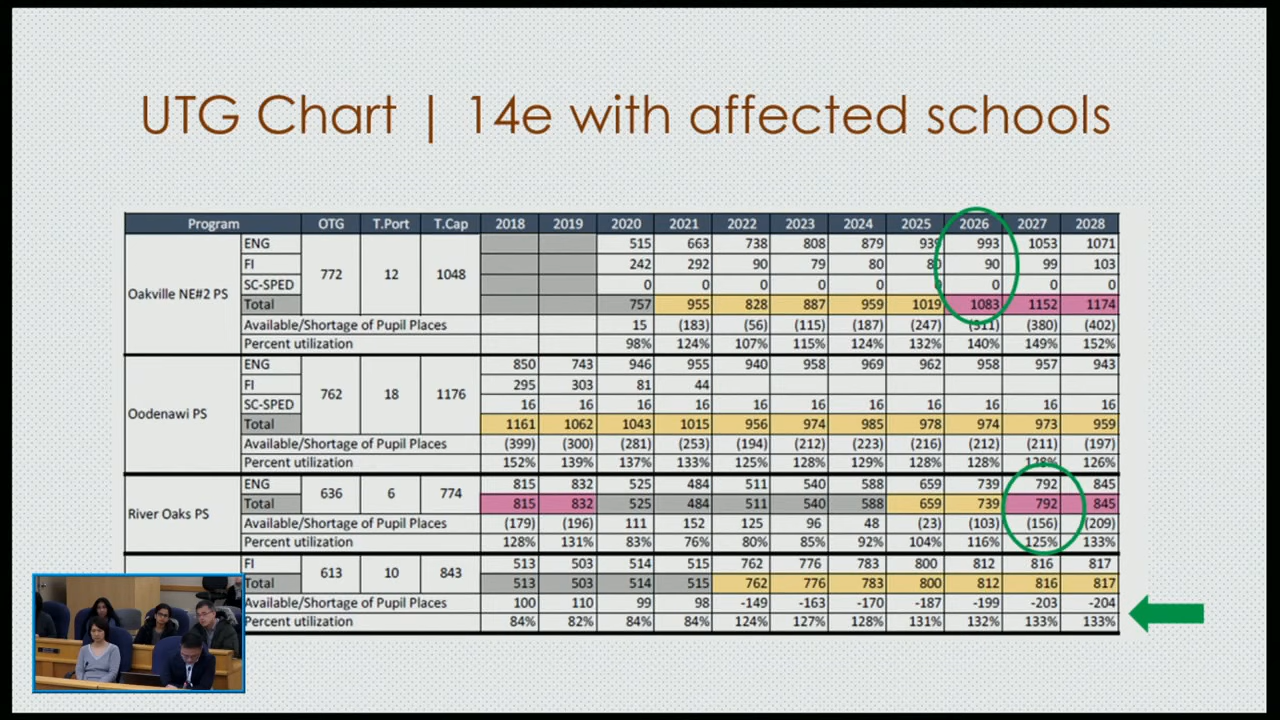 UTG Chart | 14e with affected schools
Program OTG T.Port T.Cap 2018 2019 2020 2021 2022 2023 2024 2025 2026 2027 2028
ENG 515 663 738 808 879 939 993 1053 1071
FI 242 292 90 79 80 80 90 99 103
Oakville NE#2 PS 772 12 1048
SC-SPED 0 0 0 0 0 0 0 0 0
Total 757 955 828 887 959 1019 1083 1152 1174
Available/Shortage of Pupil Places 15 (183) (56) (115) (187) (247) (311) (380) (402)
Percent utilization 98% 124% 107% 115% 124% 132% 140% 149% 152%
ENG 850 743 946 955 940 958 969 962 958 957 943
FI 295 303 81 44
Oodenawi PS 762 18 1176
SC-SPED 16 16 16 16 16 16 16 16 16 16 16
Total 1161 1062 1043 1015 956 974 985 978 974 973 959
Available/Shortage of Pupil Places (399) (300) (281) (253) (194) (212) (223) (216) (212) (211) (197)
Percent utilization 152% 139% 137% 133% 125% 128% 129% 128% 128% 128% 126%
ENG 815 832 525 484 511 540 588 659 739 792 845
River Oaks PS 636 6 774
Total 815 832 525 484 511 540 588 659 739 792 845
Available/Shortage of Pupil Places (179) (196) 111 152 125 96 48 (23) (103) (156) (209)
Percent utilization 128% 131% 83% 76% 80% 85% 92% 104% 116% 125% 133%
FI 513 503 514 515 762 776 783 800 812 816 817
613 10 843
Total 513 503 514 515 762 776 783 800 812 816 817
Available/Shortage of Pupil Places 100 110 99 98 -149 -163 -170 -187 -199 -203 -204
Percent utilization 84% 82% 84% 84% 124% 127% 128% 131% 132% 133% 133%